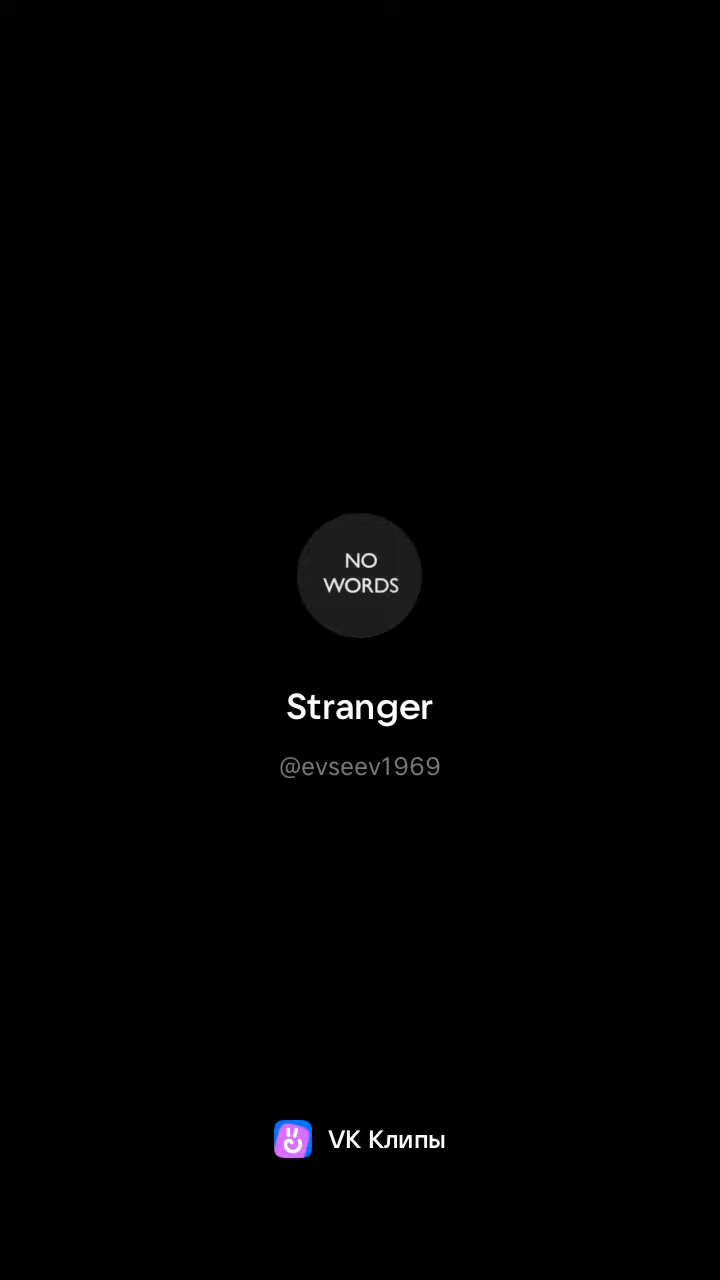 NO
WORDS
Stranger
@evseev1969
VK Клипы